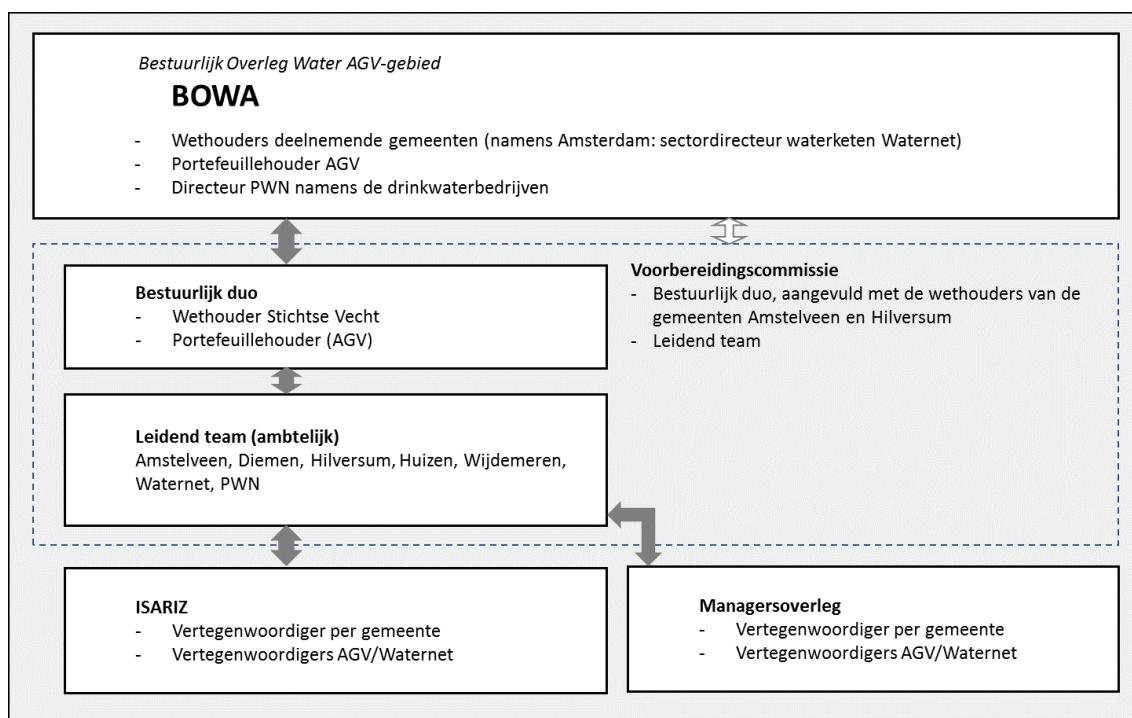 Bestuurlijk Overleg Water AGV-gebied
BOWA
- Wethouders deelnemende gemeenten (namens Amsterdam: sectordirecteur waterketen Waternet)
- Portefeuillehouder AGV
- Directeur PWN namens de drinkwaterbedrijven
Bestuurlijk duo
- Wethouder Stichtse Vecht
- Portefeuillehouder (AGV)
Voorbereidingscommissie
- Bestuurlijk duo, aangevuld met de wethouders van de
gemeenten Amstelveen en Hilversum
- Leidend team
Leidend team (ambtelijk)
Amstelveen, Diemen, Hilversum, Huizen, Wijdemeren,
Waternet, PWN
ISARIZ
- Vertegenwoordiger per gemeente
- Vertegenwoordigers AGV/Waternet
Managersoverleg
- Vertegenwoordiger per gemeente
- Vertegenwoordigers AGV/Waternet